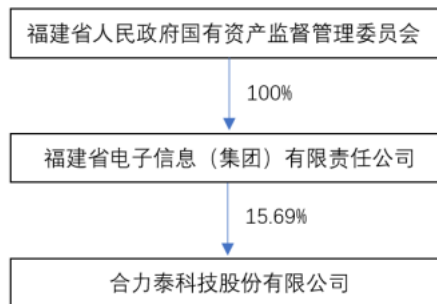 福建省人民政府国有资产监督管理委员会
100%
福建省电子信息（集团）有限责任公司
15.69%
合力泰科技股份有限公司